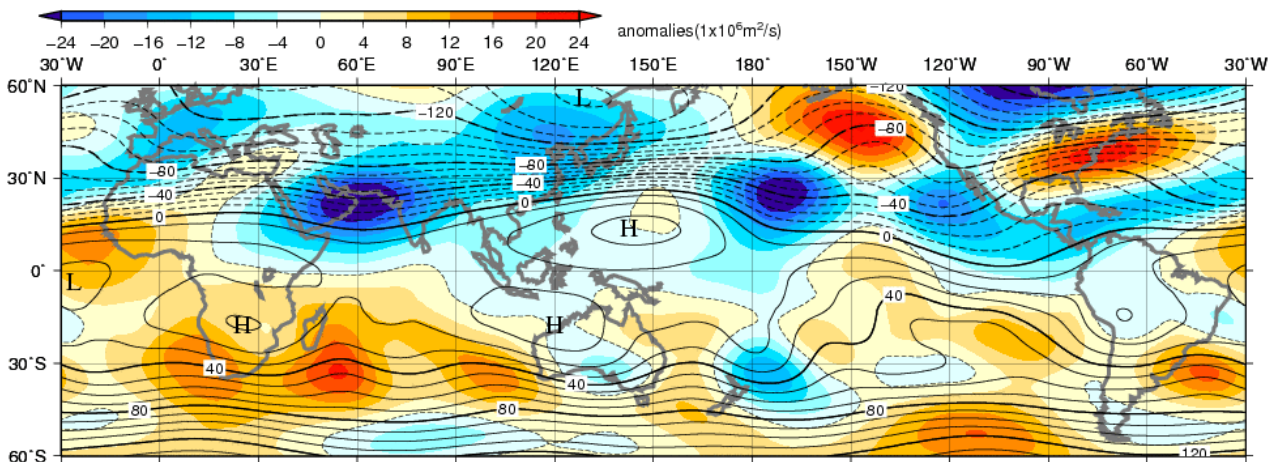 anomalies(1x10⁶m²/s)
−24 −20 −16 −12 −8 −4 0 4 8 12 16 20 24
30°W 0° 30°E 60°E 90°E 120°E 150°E 180° 150°W 120°W 90°W 60°W 30°W
60°N L −120 −120
−80
−80 −80
30°N −40 −40 −40
0 0 H 0
0° L 40
H H
30°S 40 40
80 80
60°S 120